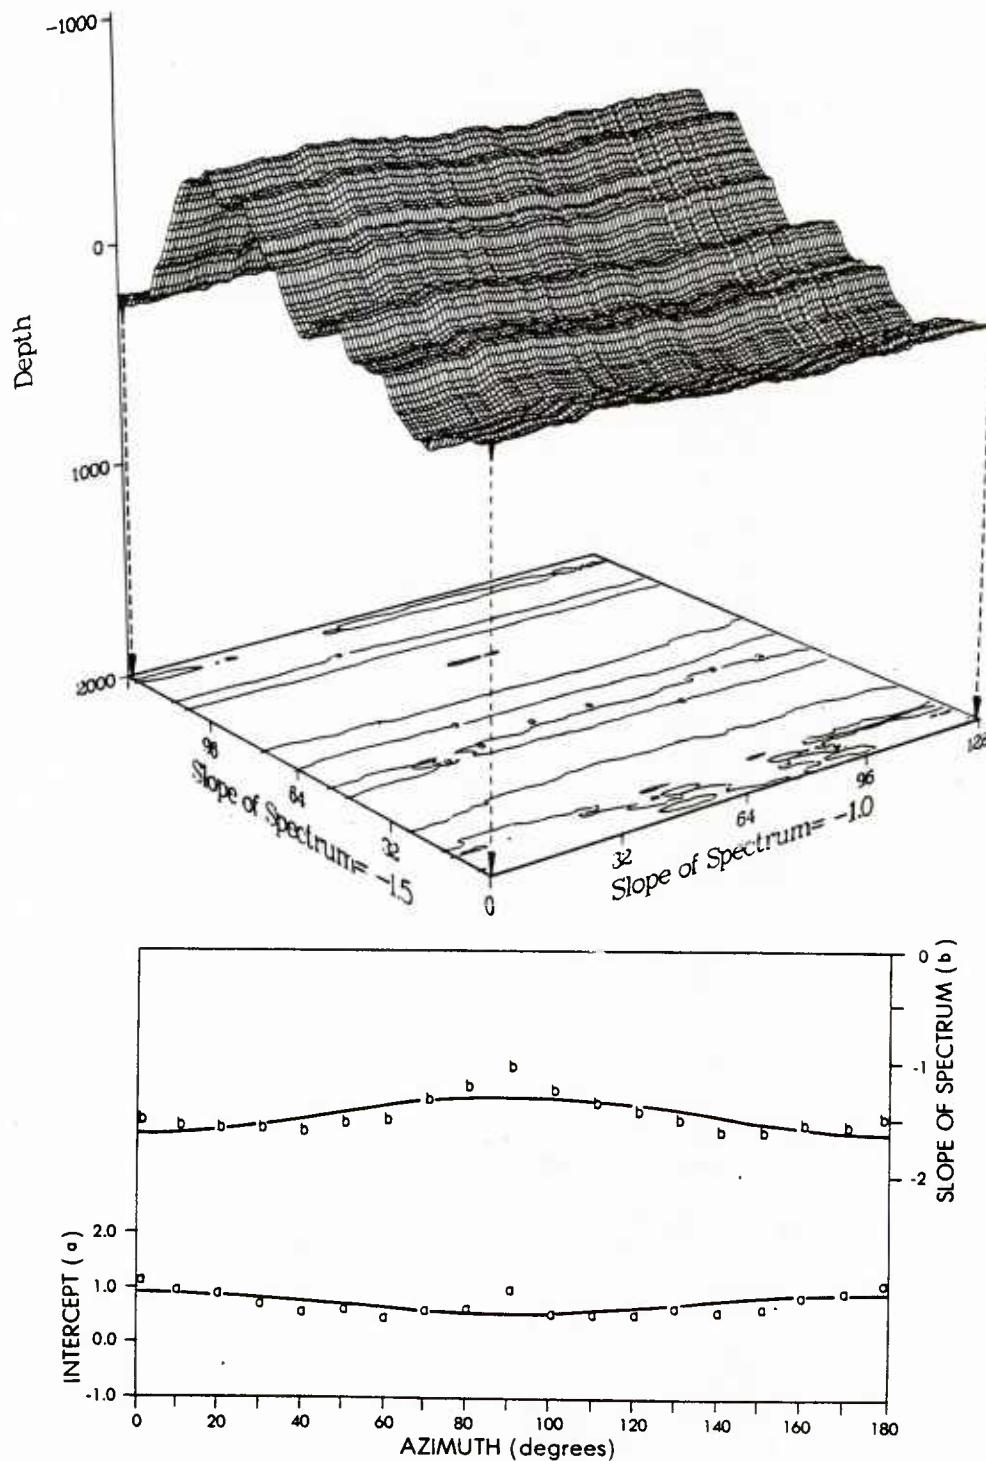 -1000
0
Depth
1000
2000
96
64
32
0
Slope of Spectrum= -1.5
32
64
96
128
Slope of Spectrum= -1.0
0
-1
-2
SLOPE OF SPECTRUM (b)
b b b b b b b b b b b b b b b b b b b
2.0
1.0
0.0
-1.0
INTERCEPT (a)
a a a a a a a a a a a a a a a a a a a
0 20 40 60 80 100 120 140 160 180
AZIMUTH (degrees)